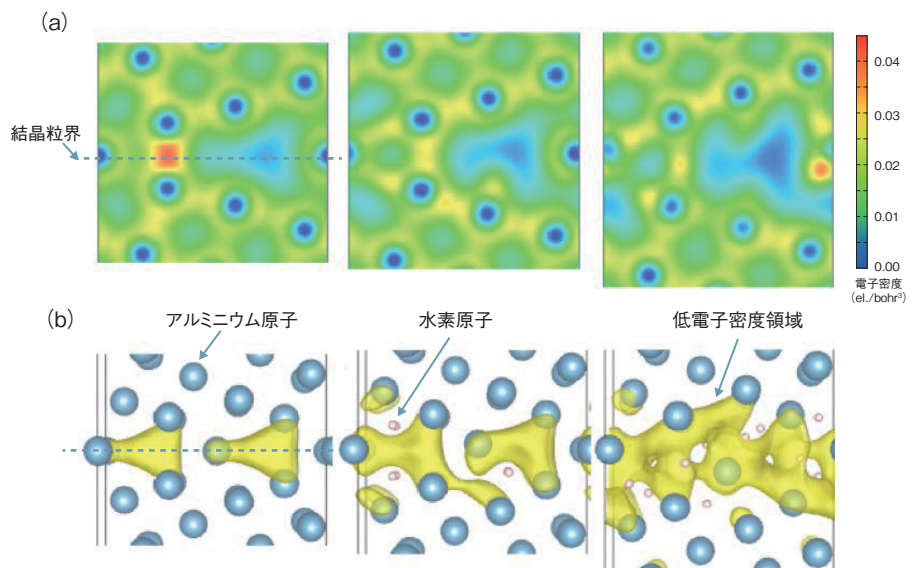 (a)
結晶粒界
0.04
0.03
0.02
0.01
0.00
電子密度
(el./bohr³)
(b)
アルミニウム原子
水素原子
低電子密度領域